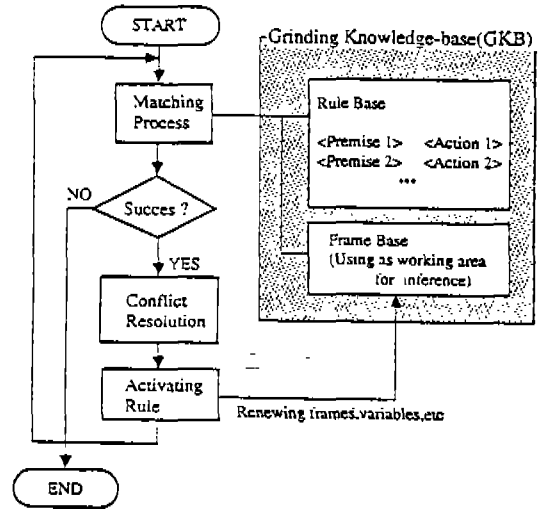 START
Grinding Knowledge-base(GKB)
Matching
Process
Rule Base
<Premise 1> <Action 1>
<Premise 2> <Action 2>
...
NO
Succes ?
Frame Base
(Using as working area
for inference)
YES
Conflict
Resolution
Activating
Rule
Renewing frames,variables,etc
END